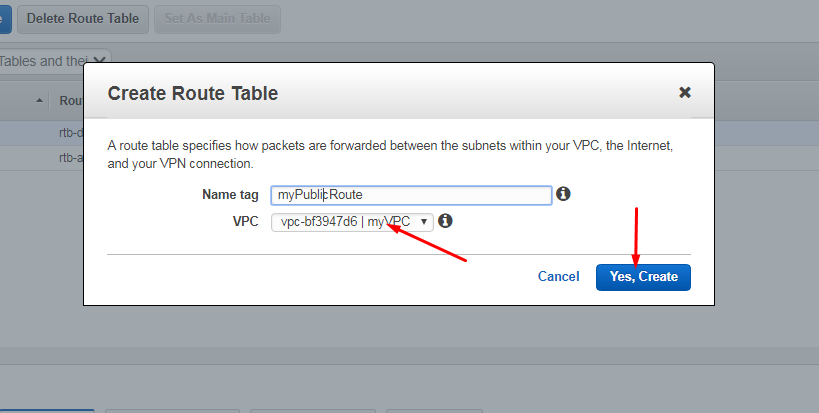 Delete Route Table
Set As Main Table
Tables and thei
Create Route Table
Rou
A route table specifies how packets are forwarded between the subnets within your VPC, the Internet,
and your VPN connection.
rtb-d
rtb-a
Name tag myPublicRoute
VPC vpc-bf3947d6 | myVPC
Cancel Yes, Create